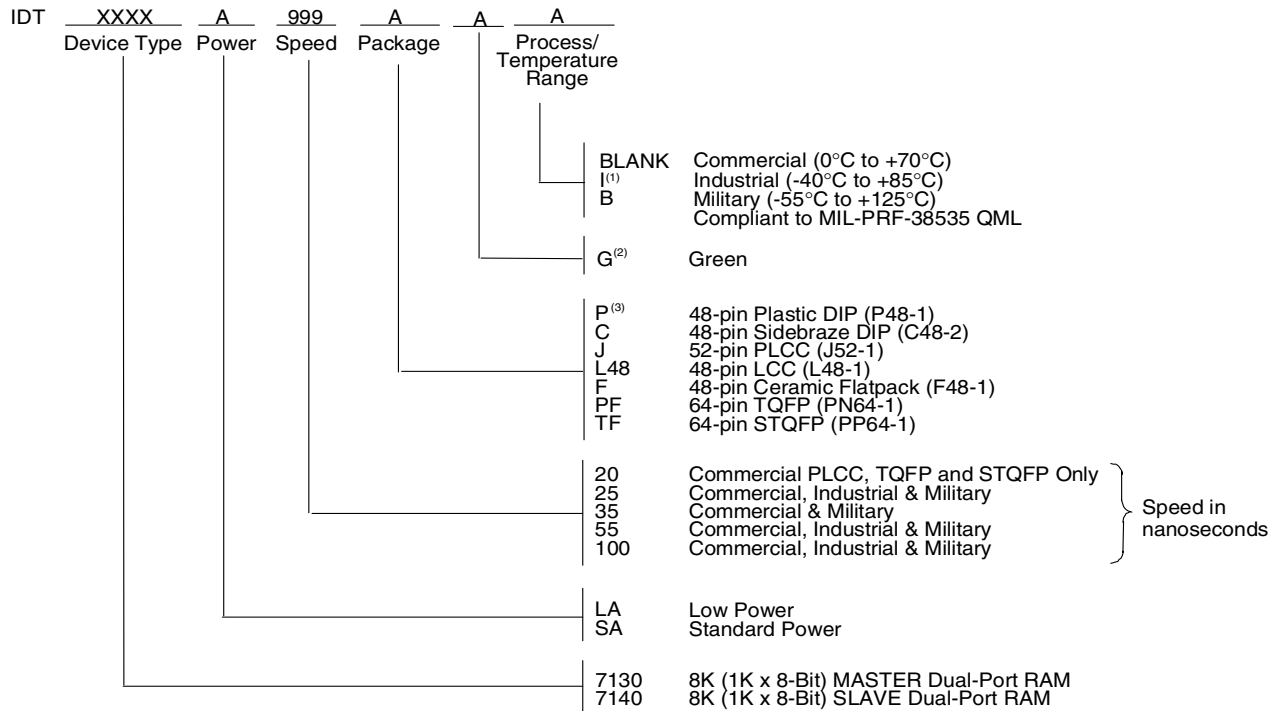 IDT XXXX A 999 A A A
Device Type Power Speed Package Process/
Temperature
Range
BLANK Commercial (0°C to +70°C)
I(1) Industrial (-40°C to +85°C)
B Military (-55°C to +125°C)
Compliant to MIL-PRF-38535 QML
G(2) Green
P(3) 48-pin Plastic DIP (P48-1)
C 48-pin Sidebraze DIP (C48-2)
J 52-pin PLCC (J52-1)
L48 48-pin LCC (L48-1)
F 48-pin Ceramic Flatpack (F48-1)
PF 64-pin TQFP (PN64-1)
TF 64-pin STQFP (PP64-1)
20 Commercial PLCC, TQFP and STQFP Only
25 Commercial, Industrial & Military
35 Commercial & Military
55 Commercial, Industrial & Military
100 Commercial, Industrial & Military
Speed in
nanoseconds
LA Low Power
SA Standard Power
7130 8K (1K x 8-Bit) MASTER Dual-Port RAM
7140 8K (1K x 8-Bit) SLAVE Dual-Port RAM